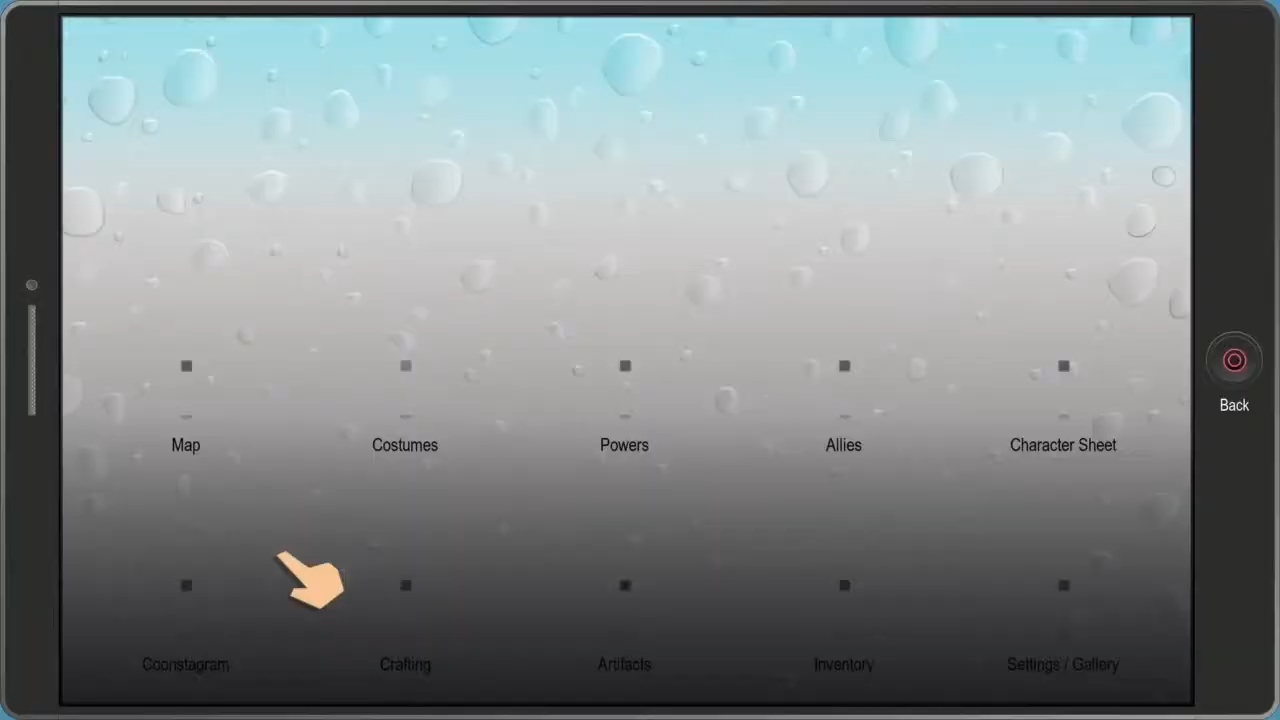 Map Costumes Powers Allies Character Sheet
Back
Coonstagram Crafting Artifacts Inventory Settings / Gallery